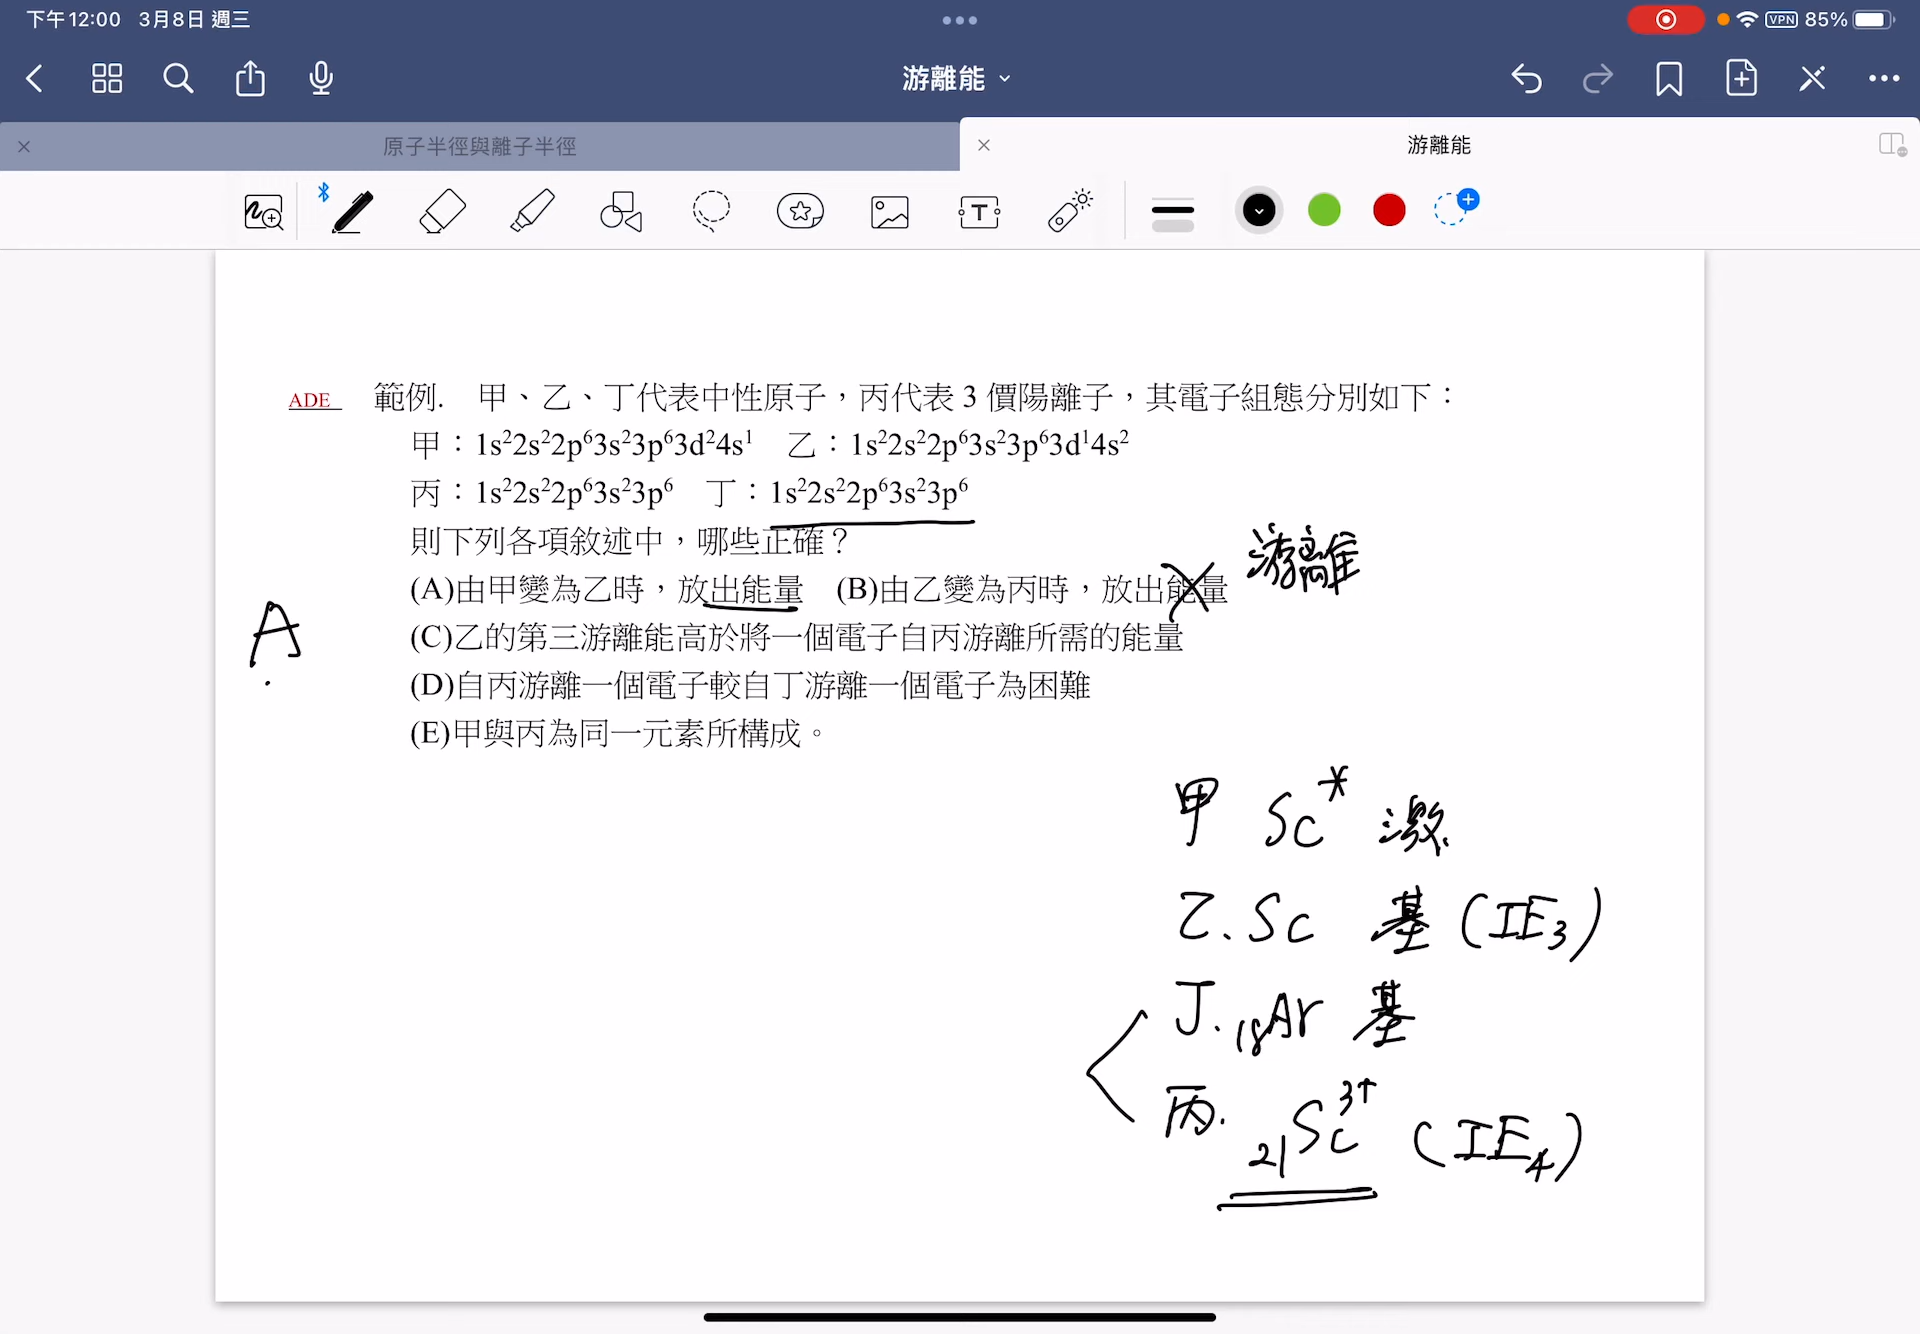 下午12:00 3月8日 週三
VPN 85%
游離能
原子半徑與離子半徑
游離能
ADE 範例. 甲、乙、丁代表中性原子，丙代表 3 價陽離子，其電子組態分別如下：
甲：1s²2s²2p⁶3s²3p⁶3d²4s¹ 乙：1s²2s²2p⁶3s²3p⁶3d¹4s²
丙：1s²2s²2p⁶3s²3p⁶ 丁：1s²2s²2p⁶3s²3p⁶
則下列各項敘述中，哪些正確？
游離
(A)由甲變為乙時，放出能量 (B)由乙變為丙時，放出能量
A
(C)乙的第三游離能高於將一個電子自丙游離所需的能量
(D)自丙游離一個電子較自丁游離一個電子為困難
(E)甲與丙為同一元素所構成。
甲 Sc* 激
乙. Sc 基 (IE₃)
丁. ₁₈Ar 基
丙. ₂₁Sc³⁺ (IE₄)